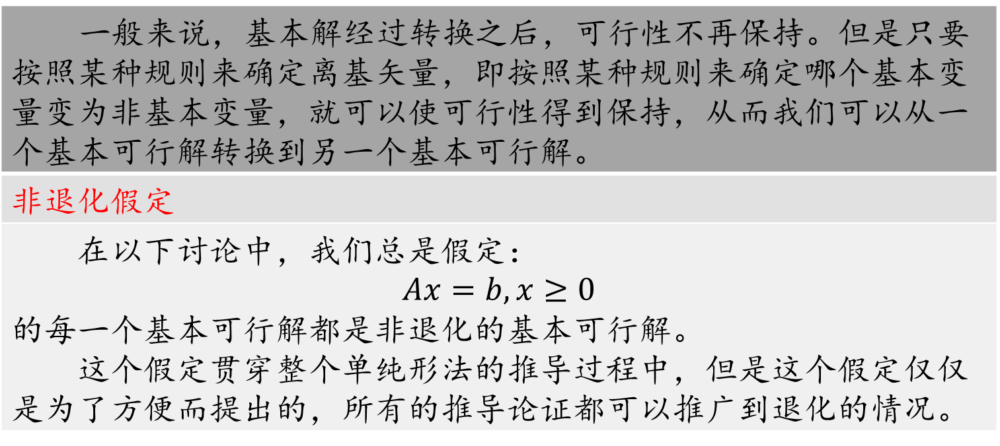 一般来说，基本解经过转换之后，可行性不再保持。但是只要
按照某种规则来确定离基矢量，即按照某种规则来确定哪个基本变
量变为非基本变量，就可以使可行性得到保持，从而我们可以从一
个基本可行解转换到另一个基本可行解。
非退化假定
在以下讨论中，我们总是假定：
Ax = b, x ≥ 0
的每一个基本可行解都是非退化的基本可行解。
这个假定贯穿整个单纯形法的推导过程中，但是这个假定仅仅
是为了方便而提出的，所有的推导论证都可以推广到退化的情况。